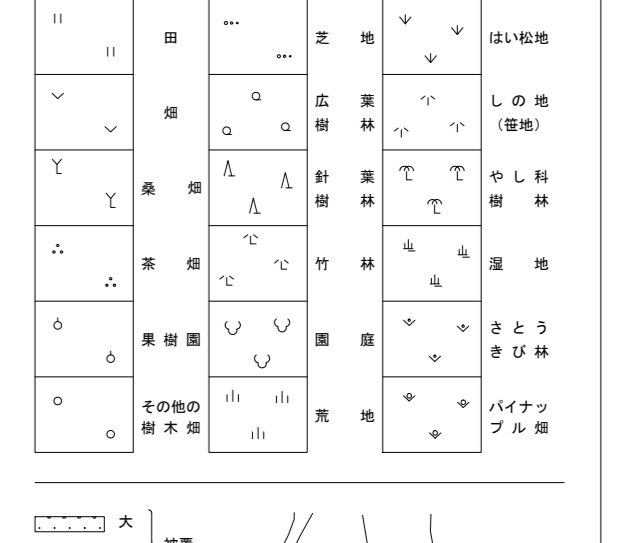 田
畑
桑 畑
茶 畑
果 樹 園
その他の
樹 木 畑
芝 地
広 葉
樹 林
針 葉
樹 林
竹 林
園 庭
荒 地
はい松地
し の 地
（笹地）
や し 科
樹 林
湿 地
さ と う
き び 林
パイナッ
プ ル 畑
大
被覆